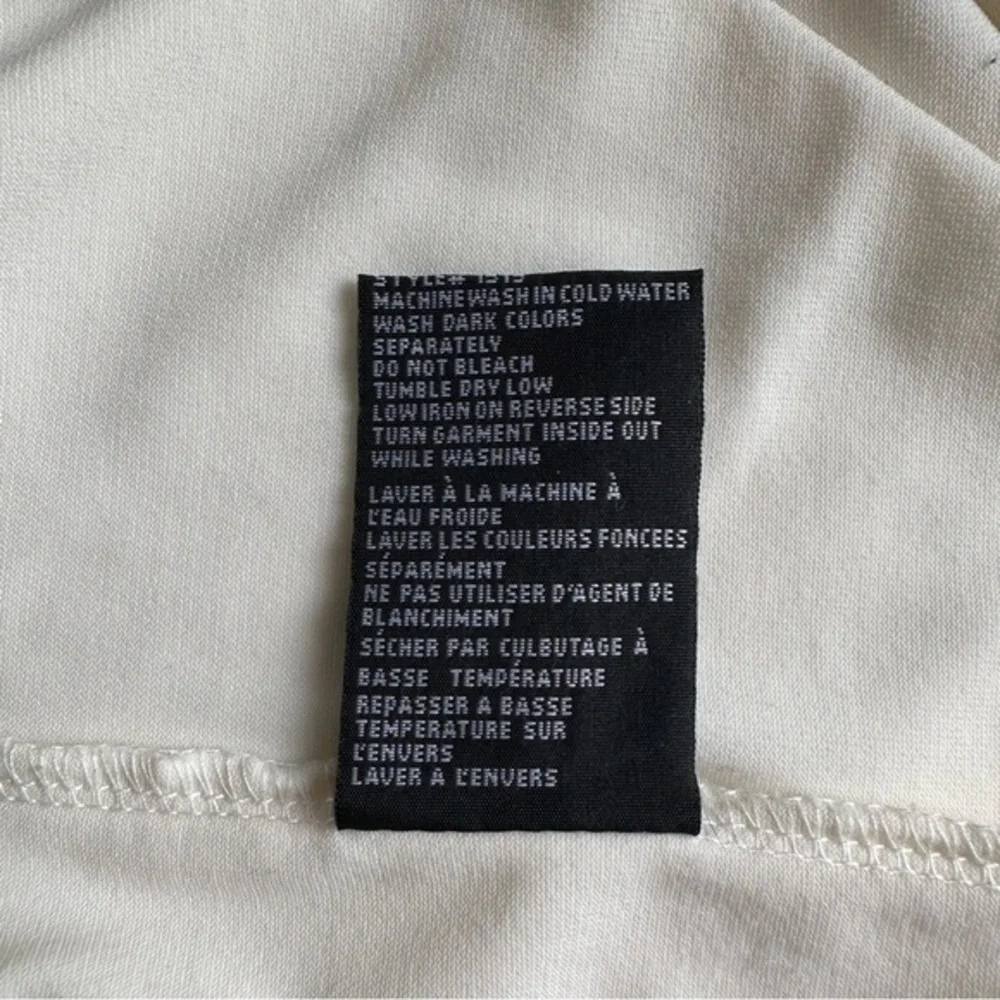 STYLE# 1515
MACHINE WASH IN COLD WATER
WASH DARK COLORS
SEPARATELY
DO NOT BLEACH
TUMBLE DRY LOW
LOW IRON ON REVERSE SIDE
TURN GARMENT INSIDE OUT
WHILE WASHING
LAVER À LA MACHINE À
L'EAU FROIDE
LAVER LES COULEURS FONCEES
SÉPARÉMENT
NE PAS UTILISER D'AGENT DE
BLANCHIMENT
SÉCHER PAR CULBUTAGE À
BASSE TEMPÉRATURE
REPASSER A BASSE
TEMPERATURE SUR
L'ENVERS
LAVER A L'ENVERS